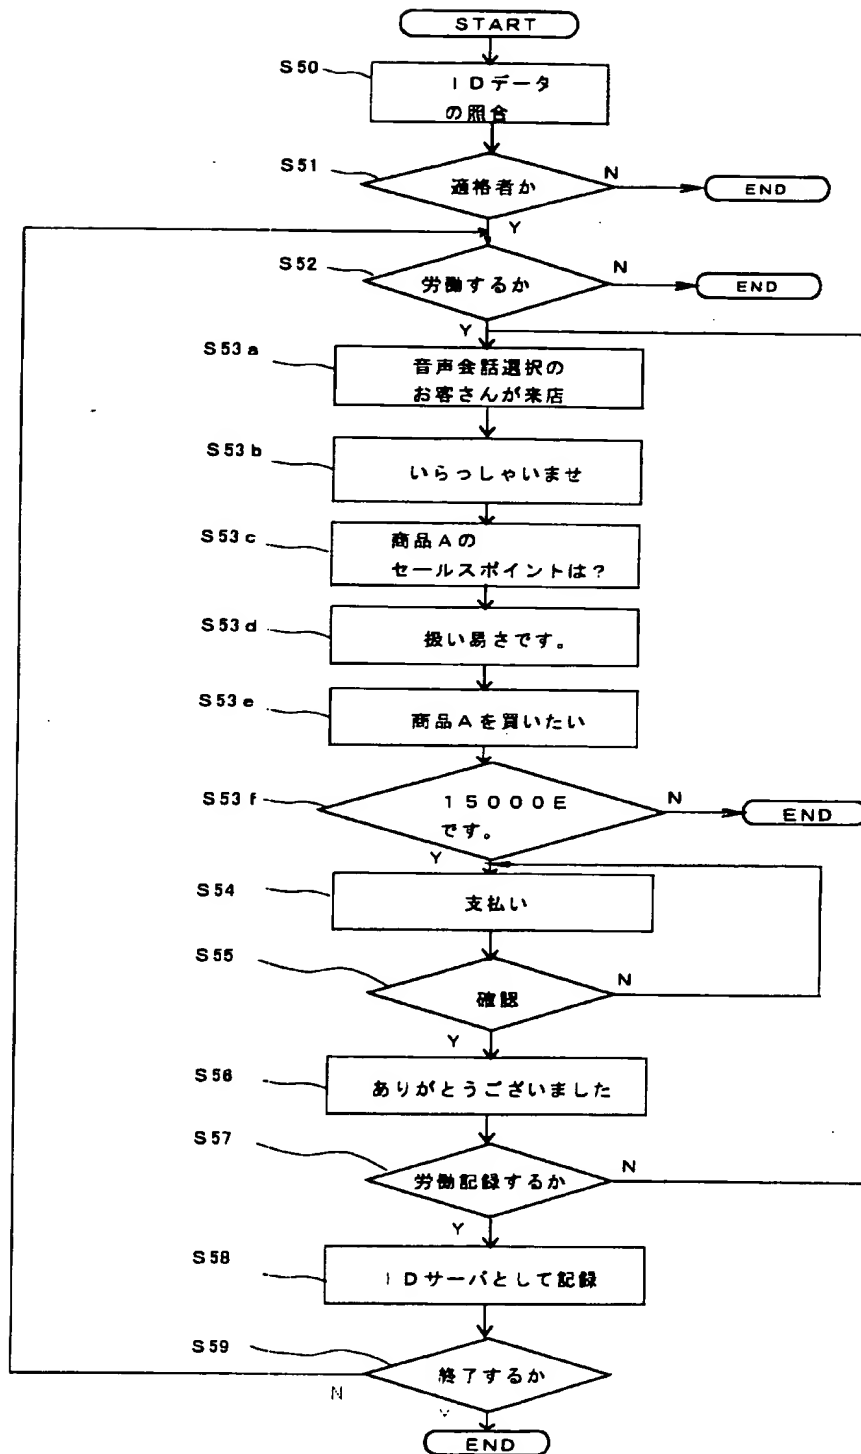 START
S50
IDデータ
の照合
S51
適格者か
N
END
Y
S52
労働するか
N
END
Y
S53a
音声会話選択の
お客さんが来店
S53b
いらっしゃいませ
S53c
商品Aの
セールスポイントは?
S53d
扱い易さです。
S53e
商品Aを買いたい
S53f
15000E
です。
N
END
Y
S54
支払い
S55
確認
N
Y
S56
ありがとうございました
S57
労働記録するか
N
Y
S58
IDサーバとして記録
S59
終了するか
N
Y
END